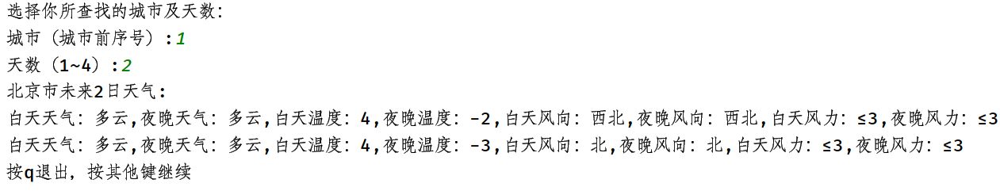 选择你所查找的城市及天数：
城市（城市前序号）:1
天数（1~4）:2
北京市未来2日天气:
白天天气：多云,夜晚天气：多云,白天温度：4,夜晚温度：-2,白天风向：西北,夜晚风向：西北,白天风力：≤3,夜晚风力：≤3
白天天气：多云,夜晚天气：多云,白天温度：4,夜晚温度：-3,白天风向：北,夜晚风向：北,白天风力：≤3,夜晚风力：≤3
按q退出，按其他键继续